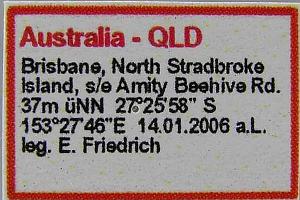 Australia - QLD
Brisbane, North Stradbroke
Island, s/e Amity Beehive Rd.
37m üNN 27°25'58" S
153°27'46"E 14.01.2006 a.L.
leg. E. Friedrich